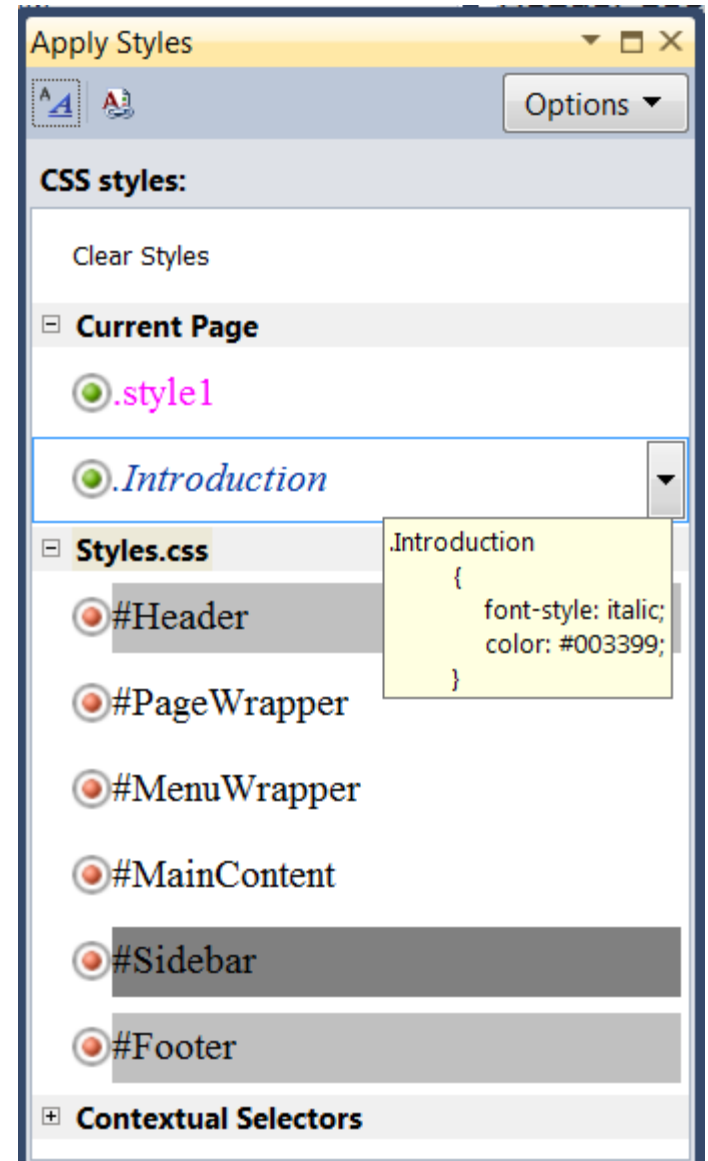 Apply Styles
Options
CSS styles:
Clear Styles
Current Page
.style1
.Introduction
.Introduction
{
font-style: italic;
color: #003399;
}
Styles.css
#Header
#PageWrapper
#MenuWrapper
#MainContent
#Sidebar
#Footer
Contextual Selectors